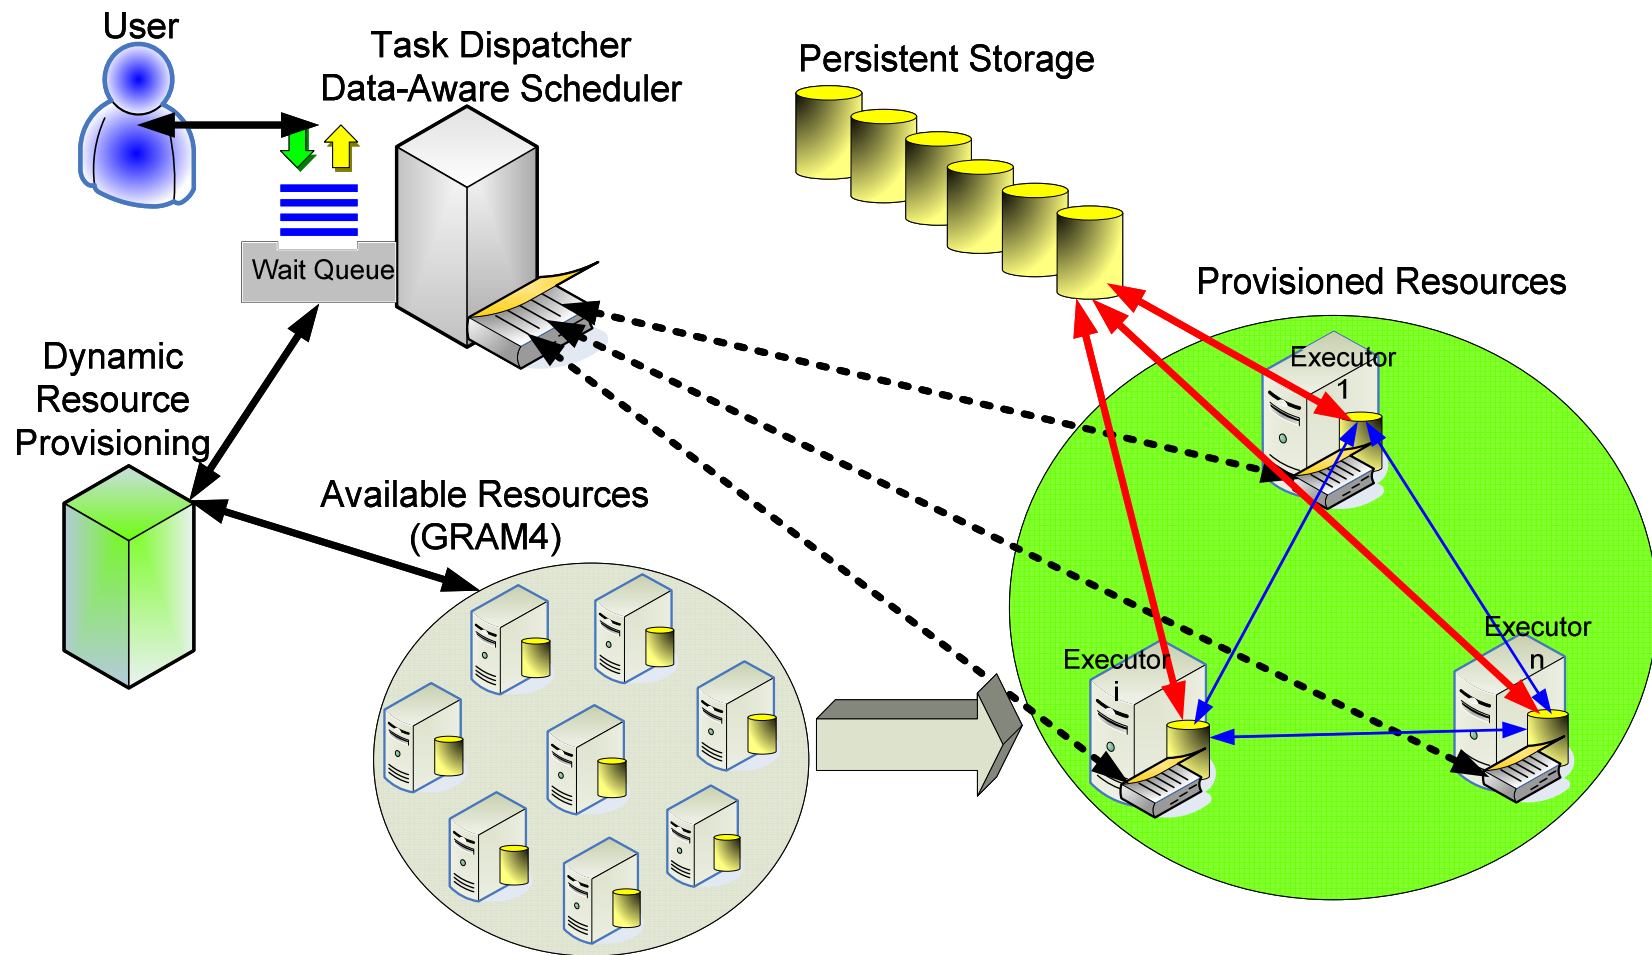 User
Task Dispatcher
Data-Aware Scheduler
Persistent Storage
Wait Queue
Provisioned Resources
Dynamic
Resource
Provisioning
Executor
1
Available Resources
(GRAM4)
Executor
i
Executor
n